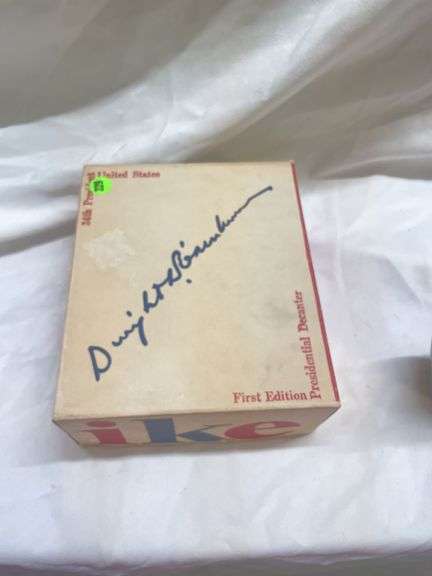 34th President United States
Dwight D. Eisenhower
First Edition Presidential Decanter
ike